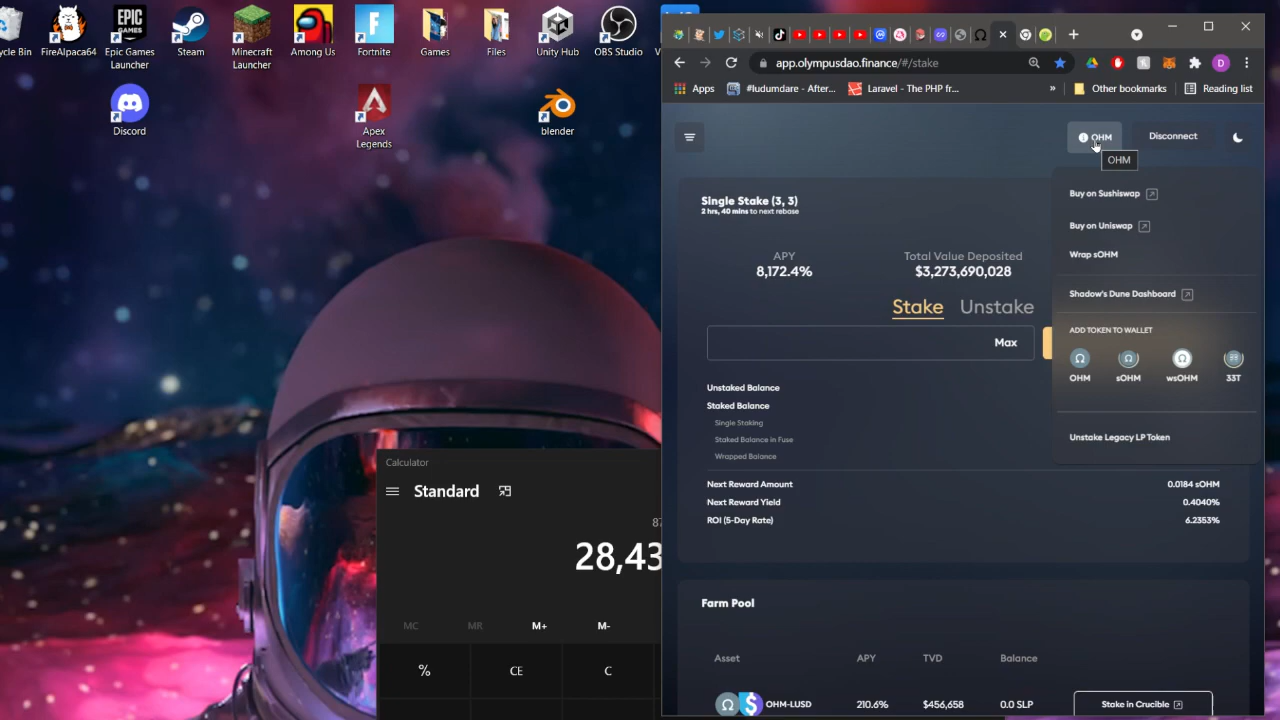 ycle Bin
FireAlpaca64
Epic Games Launcher
Steam
Minecraft Launcher
Among Us
Fortnite
Games
Files
Unity Hub
OBS Studio
Discord
Apex Legends
blender
Calculator
Standard
87
28,43
MC
MR
M+
M-
%
CE
C
app.olympusdao.finance/#/stake
D
Apps
#ludumdare - After...
Laravel - The PHP fr...
»
Other bookmarks
Reading list
OHM
Disconnect
OHM
Buy on Sushiswap
Buy on Uniswap
Wrap sOHM
Shadow's Dune Dashboard
ADD TOKEN TO WALLET
OHM
sOHM
wsOHM
33T
Unstake Legacy LP Token
Single Stake (3, 3)
2 hrs, 40 mins to next rebase
APY
Total Value Deposited
8,172.4%
$3,273,690,028
Stake
Unstake
Max
Unstaked Balance
Staked Balance
Single Staking
Staked Balance in Fuse
Wrapped Balance
Next Reward Amount
0.0184 sOHM
Next Reward Yield
0.4040%
ROI (5-Day Rate)
6.2353%
Farm Pool
Asset
APY
TVD
Balance
OHM-LUSD
210.6%
$456,658
0.0 SLP
Stake in Crucible